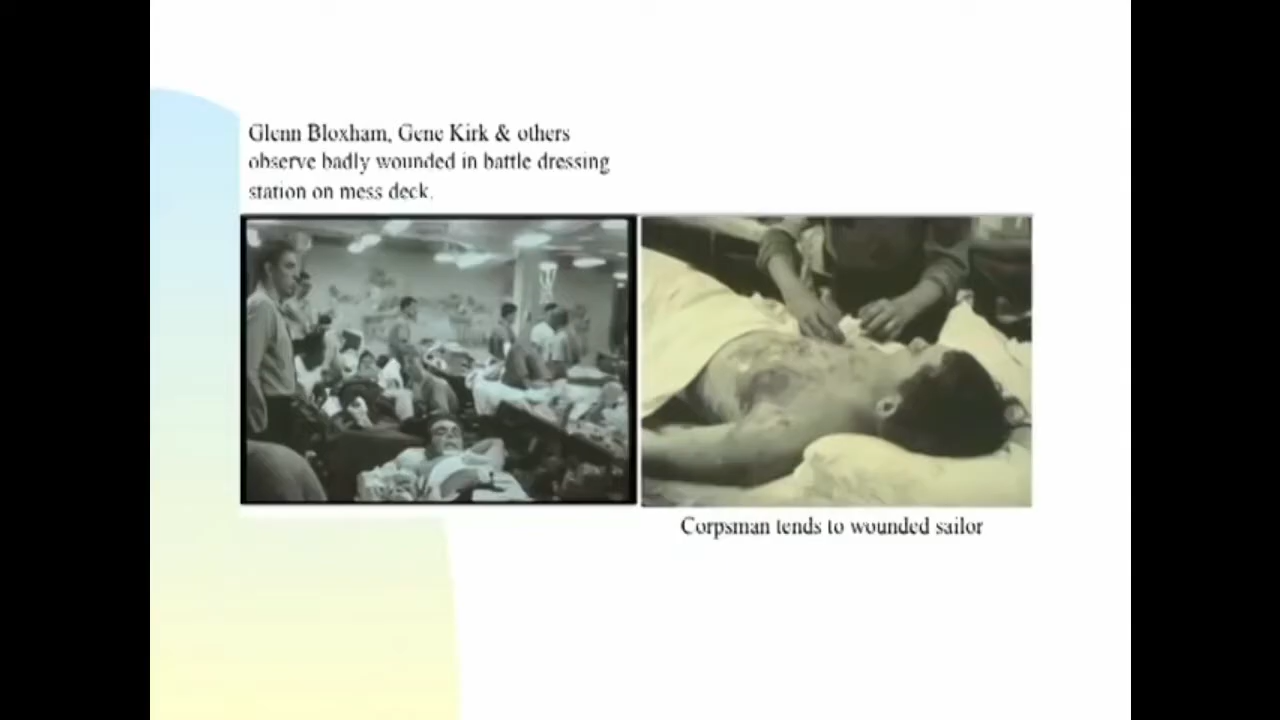 Glenn Bloxham, Gene Kirk & others
observe badly wounded in battle dressing
station on mess deck.
Corpsman tends to wounded sailor